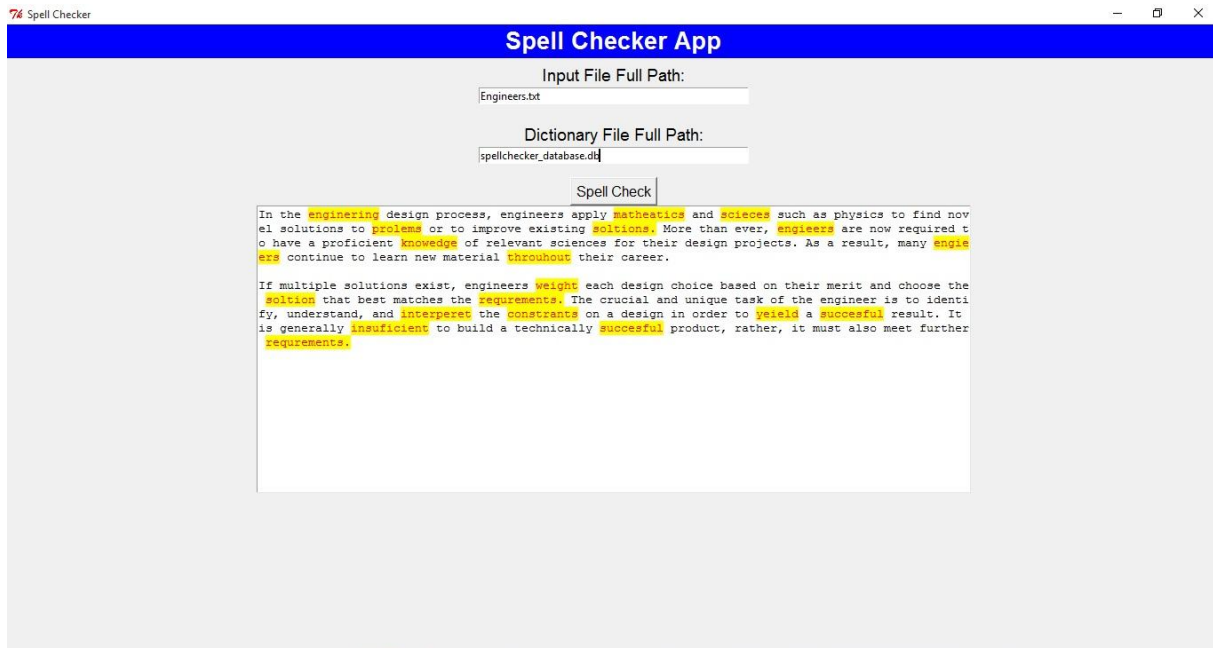 Spell Checker
Spell Checker App
Input File Full Path:
Engineers.txt
Dictionary File Full Path:
spellchecker_database.db
Spell Check
In the enginering design process, engineers apply matheatics and scieces such as physics to find nov
el solutions to prolems or to improve existing soltions. More than ever, engieers are now required t
o have a proficient knowedge of relevant sciences for their design projects. As a result, many engie
ers continue to learn new material throuhout their career.
If multiple solutions exist, engineers weight each design choice based on their merit and choose the
soltion that best matches the requrements. The crucial and unique task of the engineer is to identi
fy, understand, and interperet the constrants on a design in order to yeield a succesful result. It
is generally insuficient to build a technically succesful product, rather, it must also meet further
requrements.